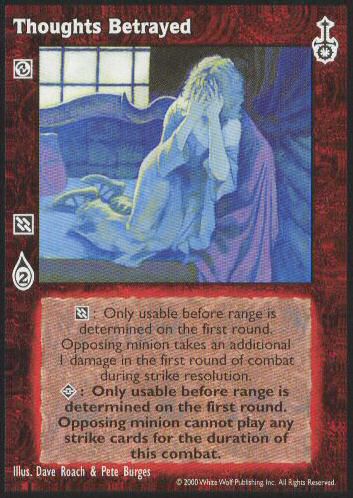 Thoughts Betrayed
2
: Only usable before range is
determined on the first round.
Opposing minion takes an additional
1 damage in the first round of combat
during strike resolution.
: Only usable before range is
determined on the first round.
Opposing minion cannot play any
strike cards for the duration of
this combat.
Illus. Dave Roach & Pete Burges
© 2000 White Wolf Publishing Inc. All Rights Reserved.